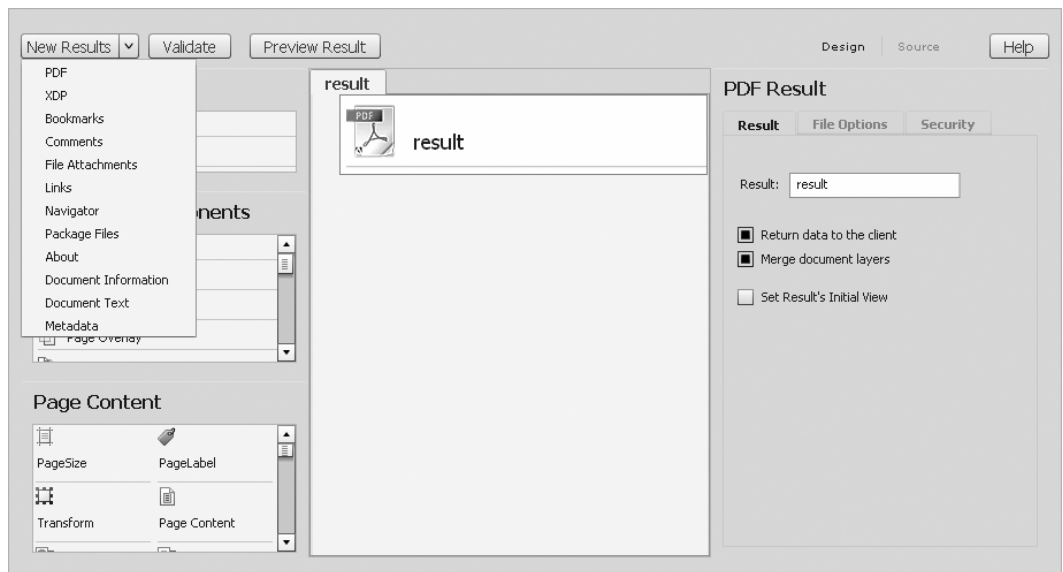 New Results Validate Preview Result Design Source Help
PDF
XDP
Bookmarks
Comments
File Attachments
Links
Navigator
Package Files
About
Document Information
Document Text
Metadata
nents
Page Overlay
Page Content
PageSize PageLabel
Transform Page Content
result
PDF
result
PDF Result
Result File Options Security
Result: result
Return data to the client
Merge document layers
Set Result's Initial View